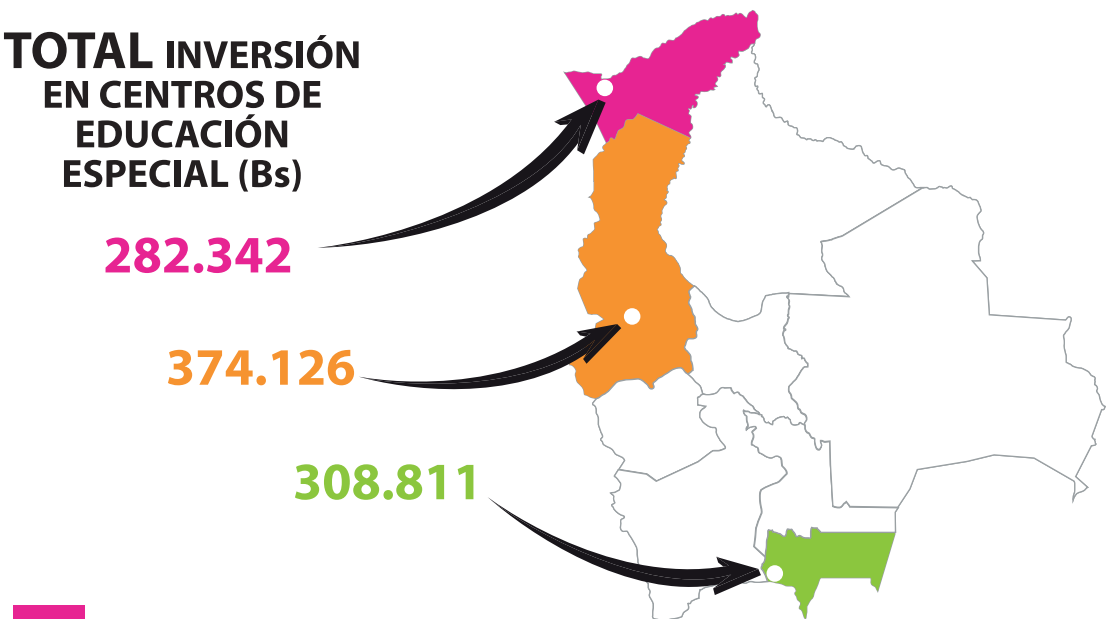 TOTAL INVERSIÓN
EN CENTROS DE
EDUCACIÓN
ESPECIAL (Bs)
282.342
374.126
308.811